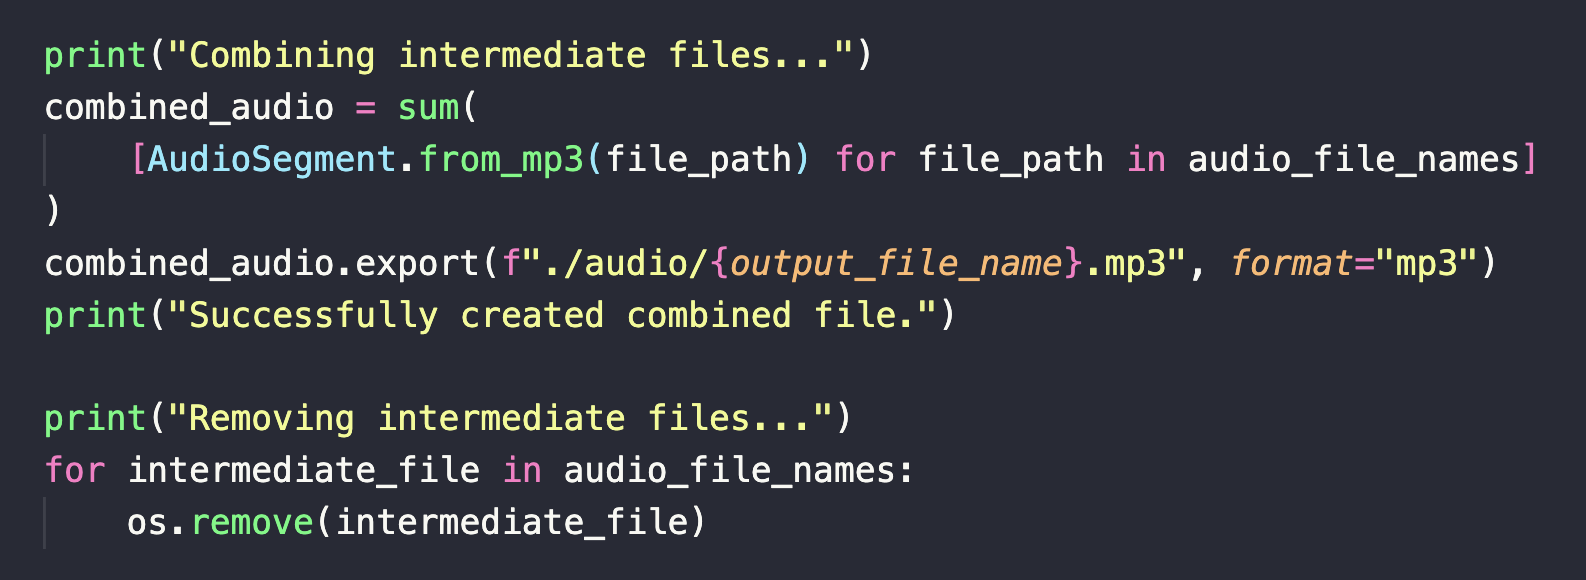 print("Combining intermediate files...")
combined_audio = sum(
    [AudioSegment.from_mp3(file_path) for file_path in audio_file_names]
)
combined_audio.export(f"./audio/{output_file_name}.mp3", format="mp3")
print("Successfully created combined file.")

print("Removing intermediate files...")
for intermediate_file in audio_file_names:
    os.remove(intermediate_file)